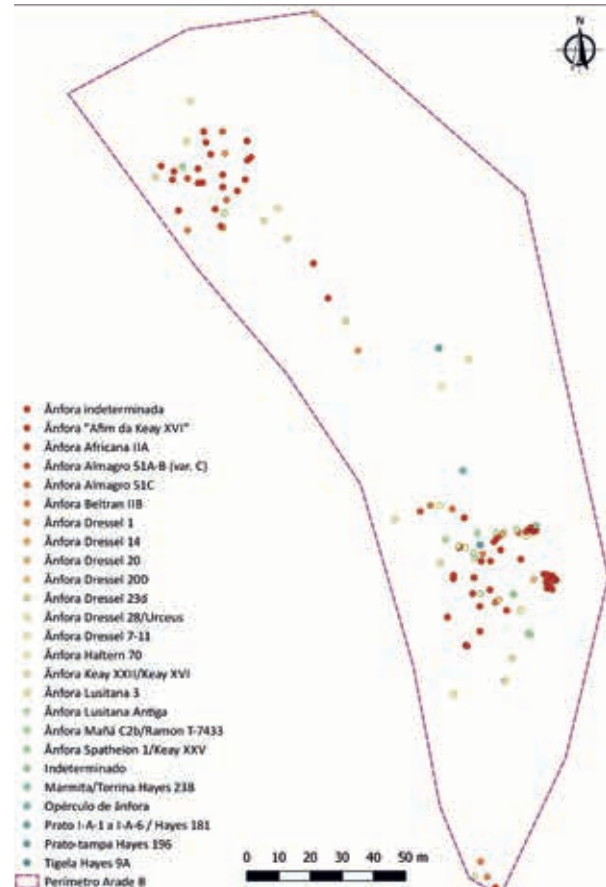 N
Ânfora indeterminada
Ânfora "Afim da Keay XVI"
Ânfora Africana IIA
Ânfora Almagro 51A-B (var. C)
Ânfora Almagro 51C
Ânfora Beltran IIB
Ânfora Dressel 1
Ânfora Dressel 14
Ânfora Dressel 20
Ânfora Dressel 20D
Ânfora Dressel 23d
Ânfora Dressel 28/Urceus
Ânfora Dressel 7-11
Ânfora Haltern 70
Ânfora Keay XXII/Keay XVI
Ânfora Lusitana 3
Ânfora Lusitana Antiga
Ânfora Mañá C2b/Ramon T-7433
Ânfora Spatheion 1/Keay XXV
Indeterminado
Marmita/Torrina Hayes 23B
Opérculo de ânfora
Prato I-A-1 a I-A-6 / Hayes 181
Prato-tampa Hayes 196
Tigela Hayes 9A
Perímetro Arade B
0 10 20 30 40 50 m